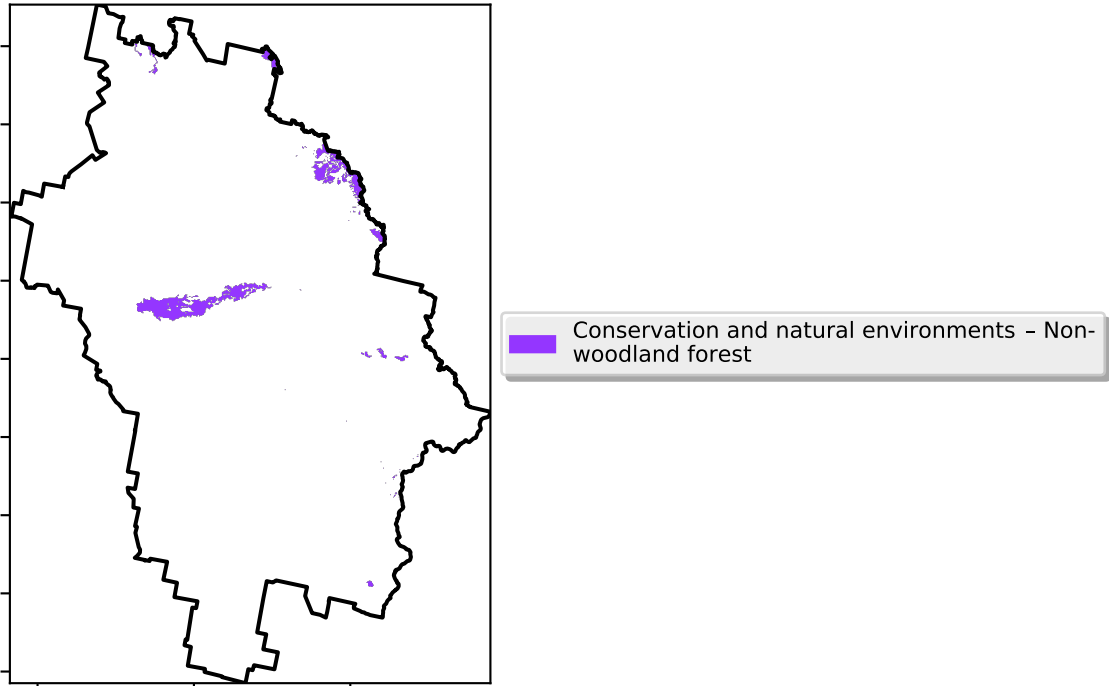 Conservation and natural environments – Non-
woodland forest